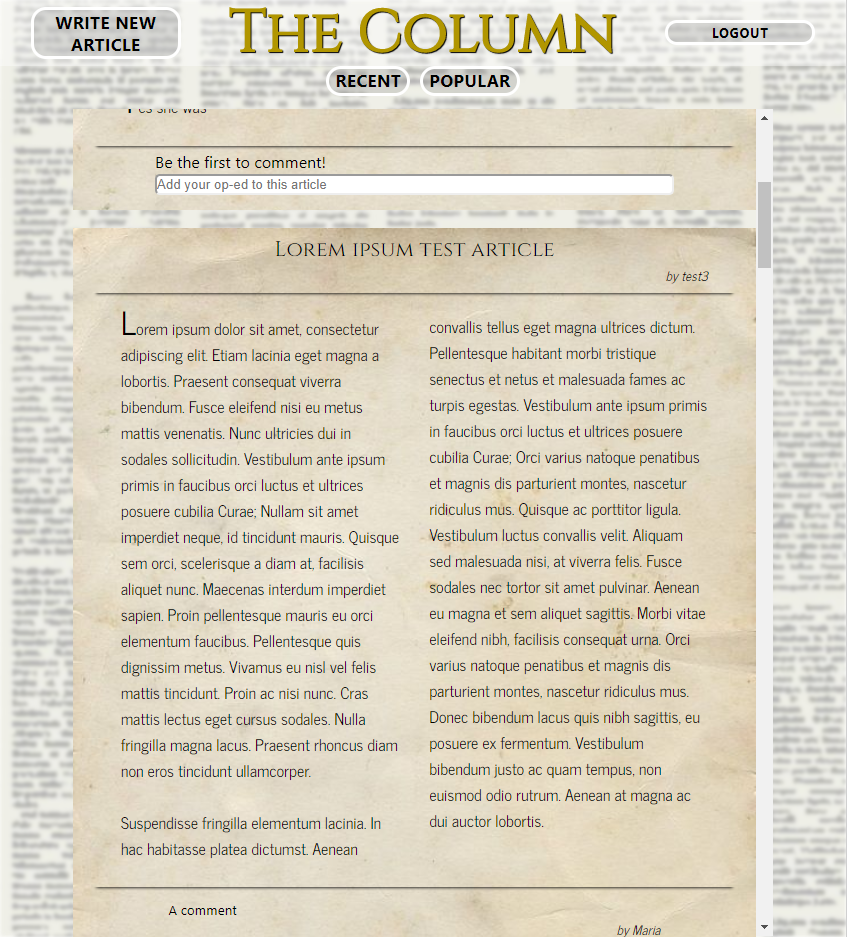 WRITE NEW
ARTICLE
The Column
LOGOUT
RECENT
POPULAR
Yes she was
Be the first to comment!
Add your op-ed to this article
Lorem ipsum test article
by test3
Lorem ipsum dolor sit amet, consectetur
adipiscing elit. Etiam lacinia eget magna a
lobortis. Praesent consequat viverra
bibendum. Fusce eleifend nisi eu metus
mattis venenatis. Nunc ultricies dui in
sodales sollicitudin. Vestibulum ante ipsum
primis in faucibus orci luctus et ultrices
posuere cubilia Curae; Nullam sit amet
imperdiet neque, id tincidunt mauris. Quisque
sem orci, scelerisque a diam at, facilisis
aliquet nunc. Maecenas interdum imperdiet
sapien. Proin pellentesque mauris eu orci
elementum faucibus. Pellentesque quis
dignissim metus. Vivamus eu nisl vel felis
mattis tincidunt. Proin ac nisi nunc. Cras
mattis lectus eget cursus sodales. Nulla
fringilla magna lacus. Praesent rhoncus diam
non eros tincidunt ullamcorper.
Suspendisse fringilla elementum lacinia. In
hac habitasse platea dictumst. Aenean
convallis tellus eget magna ultrices dictum.
Pellentesque habitant morbi tristique
senectus et netus et malesuada fames ac
turpis egestas. Vestibulum ante ipsum primis
in faucibus orci luctus et ultrices posuere
cubilia Curae; Orci varius natoque penatibus
et magnis dis parturient montes, nascetur
ridiculus mus. Quisque ac porttitor ligula.
Vestibulum luctus convallis velit. Aliquam
sed malesuada nisi, at viverra felis. Fusce
sodales nec tortor sit amet pulvinar. Aenean
eu magna et sem aliquet sagittis. Morbi vitae
eleifend nibh, facilisis consequat urna. Orci
varius natoque penatibus et magnis dis
parturient montes, nascetur ridiculus mus.
Donec bibendum lacus quis nibh sagittis, eu
posuere ex fermentum. Vestibulum
bibendum justo ac quam tempus, non
euismod odio rutrum. Aenean at magna ac
dui auctor lobortis.
A comment
by Maria